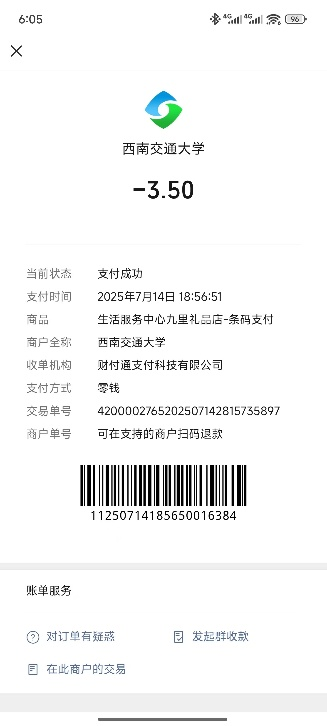 6:05
4G 4G 96
西南交通大学
-3.50
当前状态 支付成功
支付时间 2025年7月14日 18:56:51
商品 生活服务中心九里礼品店-条码支付
商户全称 西南交通大学
收单机构 财付通支付科技有限公司
支付方式 零钱
交易单号 4200002765202507142815735897
商户单号 可在支持的商户扫码退款
11250714185650016384
账单服务
对订单有疑惑 发起群收款
在此商户的交易